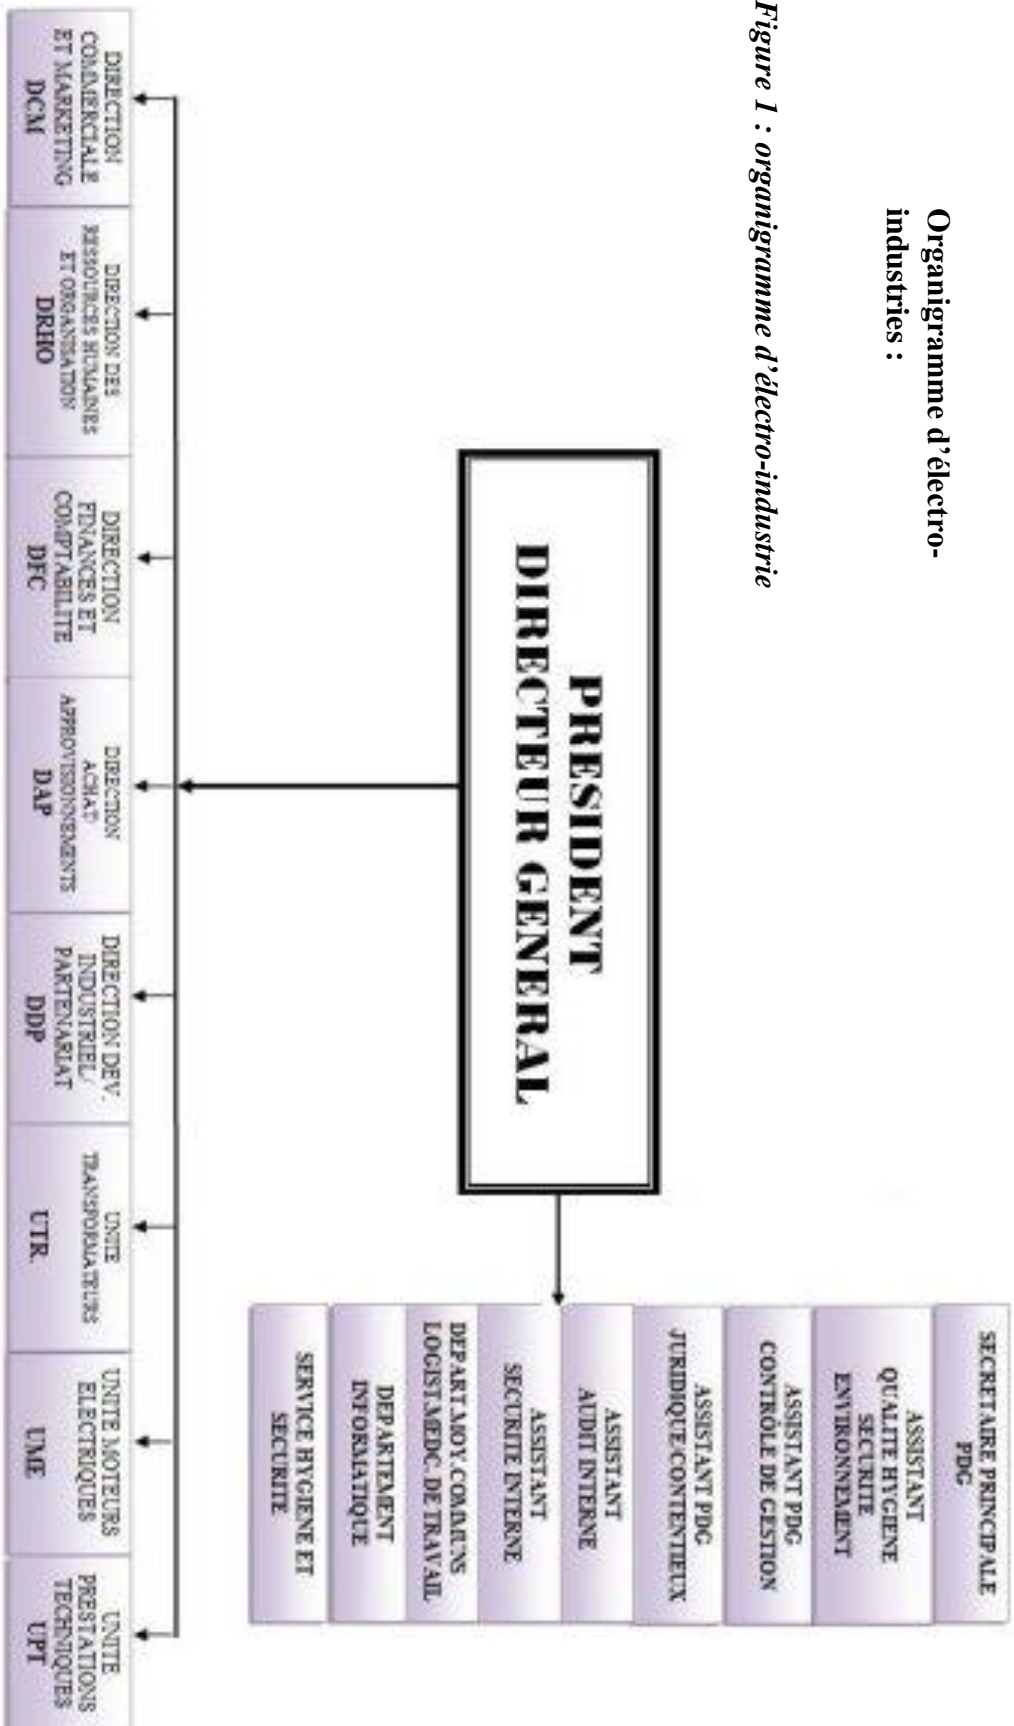 Organigramme d'électro-
industries :
Figure 1 : organigramme d'électro-industrie
PRESIDENT
DIRECTEUR GENERAL
SECRETAIRE PRINCIPALE
PDG
ASSISTANT
QUALITE HYGIENE
SECURITE
ENVIRONNEMENT
ASSISTANT PDG
CONTRÔLE DE GESTION
ASSISTANT PDG
JURIDIQUE/CONTENTIEUX
ASSISTANT
AUDIT INTERNE
ASSISTANT
SECURITE INTERNE
DEPART.MOY.COMMUNS
LOGIST.MEDC. DE TRAVAIL
DEPARTEMENT
INFORMATIQUE
SERVICE HYGIENE ET
SECURITE
DIRECTION
COMMERCIALE
ET MARKETING
DCM
DIRECTION DES
RESSOURCES HUMAINES
ET ORGANISATION
DRHO
DIRECTION
FINANCES ET
COMPTABILITE
DFC
DIRECTION
ACHAT/
APPROVISIONNEMENTS
DAP
DIRECTION DEV.
INDUSTRIEL/
PARTENARIAT
DDP
UNITE
TRANSFORMATEURS
UTR.
UNITE MOTEURS
ELECTRIQUES
UME
UNITE
PRESTATIONS
TECHNIQUES
UPT